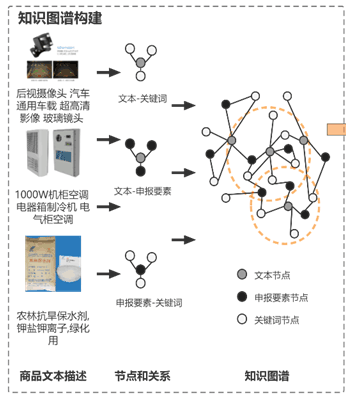 知识图谱构建
后视摄像头 汽车
通用车载 超高清
影像 玻璃镜头
文本-关键词
1000W机柜空调
电器箱制冷机 电
气柜空调
文本-申报要素
农林抗旱保水剂,
钾盐钾离子,绿化
用
申报要素-关键词
文本节点
申报要素节点
关键词节点
商品文本描述
节点和关系
知识图谱